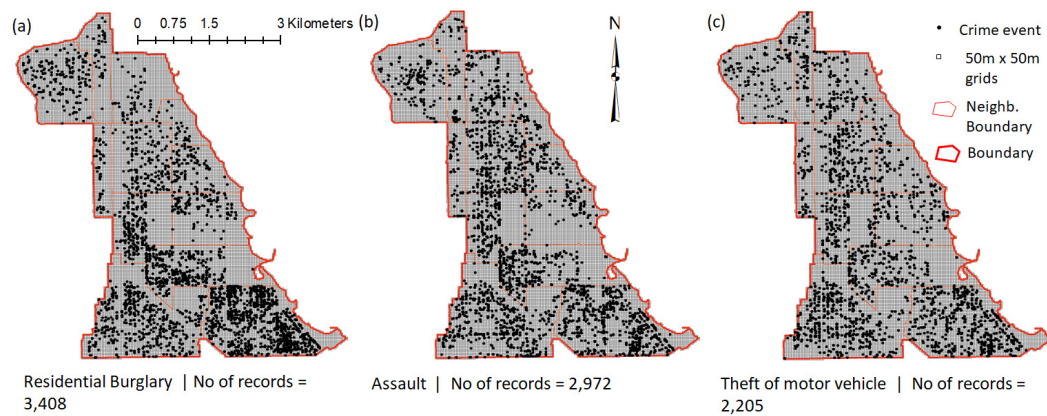 (a)
0 0.75 1.5 3 Kilometers
(b)
N
(c)
Crime event
50m x 50m
grids
Neighb.
Boundary
Boundary
Residential Burglary | No of records =
3,408
Assault | No of records = 2,972
Theft of motor vehicle | No of records =
2,205